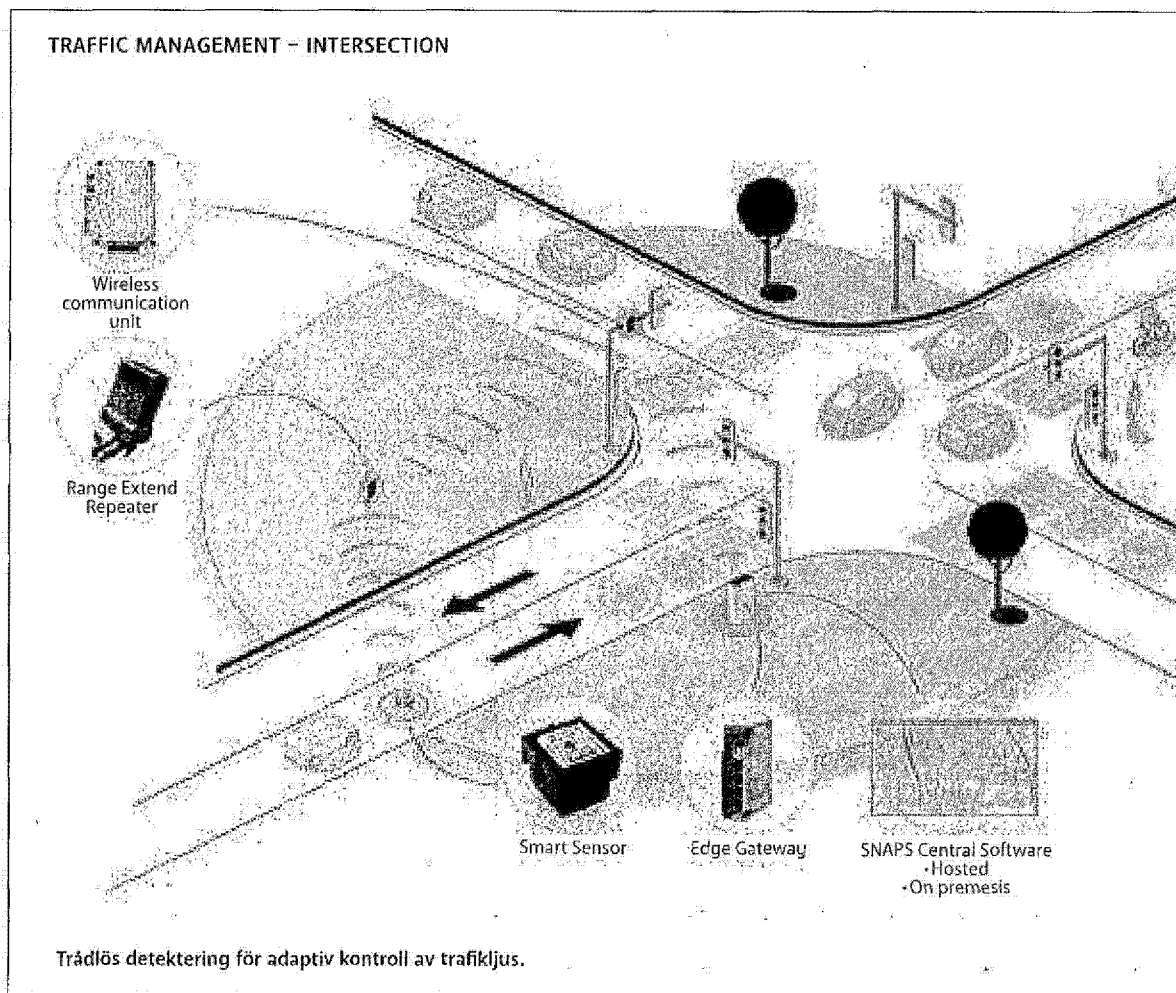 TRAFFIC MANAGEMENT – INTERSECTION
Wireless
communication
unit
Range Extend
Repeater
Smart Sensor
Edge Gateway
SNAPS Central Software
•Hosted
•On premesis
Trådlös detektering för adaptiv kontroll av trafikljus.